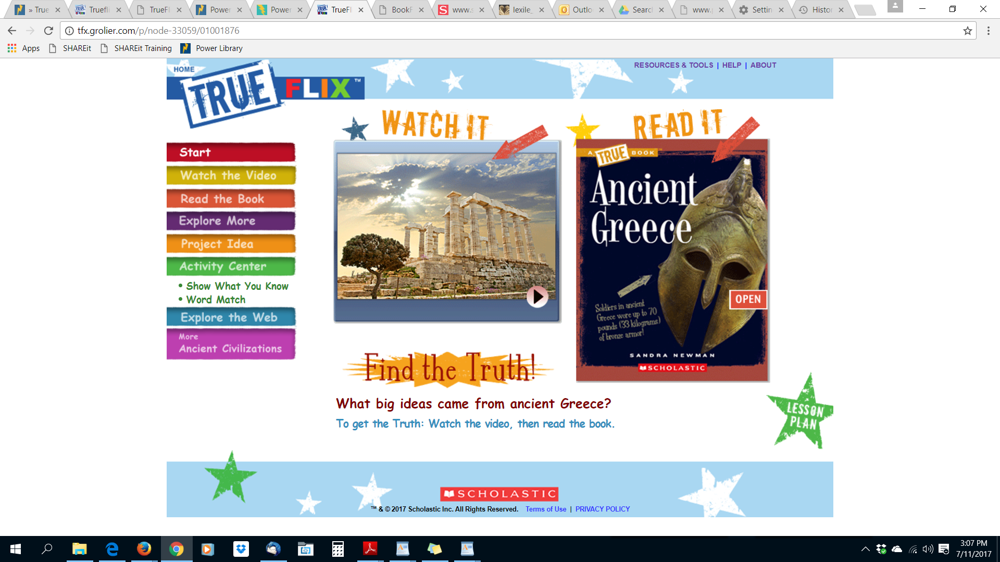 » True
Truefli
TrueFl
Power
Power
TrueFl
BookF
www.s
lexile_
Outlo
Searc
www.p
Settin
Histor
tfx.grolier.com/p/node-33059/01001876
Apps
SHAREit
SHAREit Training
Power Library
HOME
RESOURCES & TOOLS | HELP | ABOUT
TRUE FLIX™
WATCH IT
READ IT
Start
Watch the Video
Read the Book
Explore More
Project Idea
Activity Center
• Show What You Know
• Word Match
Explore the Web
More
Ancient Civilizations
A TRUE BOOK™
Ancient
Greece
Soldiers in ancient
Greece wore up to 70
pounds (33 kilograms)
of bronze armor!
OPEN
SANDRA NEWMAN
SCHOLASTIC
Find the Truth!
What big ideas came from ancient Greece?
To get the Truth: Watch the video, then read the book.
LESSON
PLAN
SCHOLASTIC
™ & © 2017 Scholastic Inc. All Rights Reserved. Terms of Use | PRIVACY POLICY
3:07 PM
7/11/2017